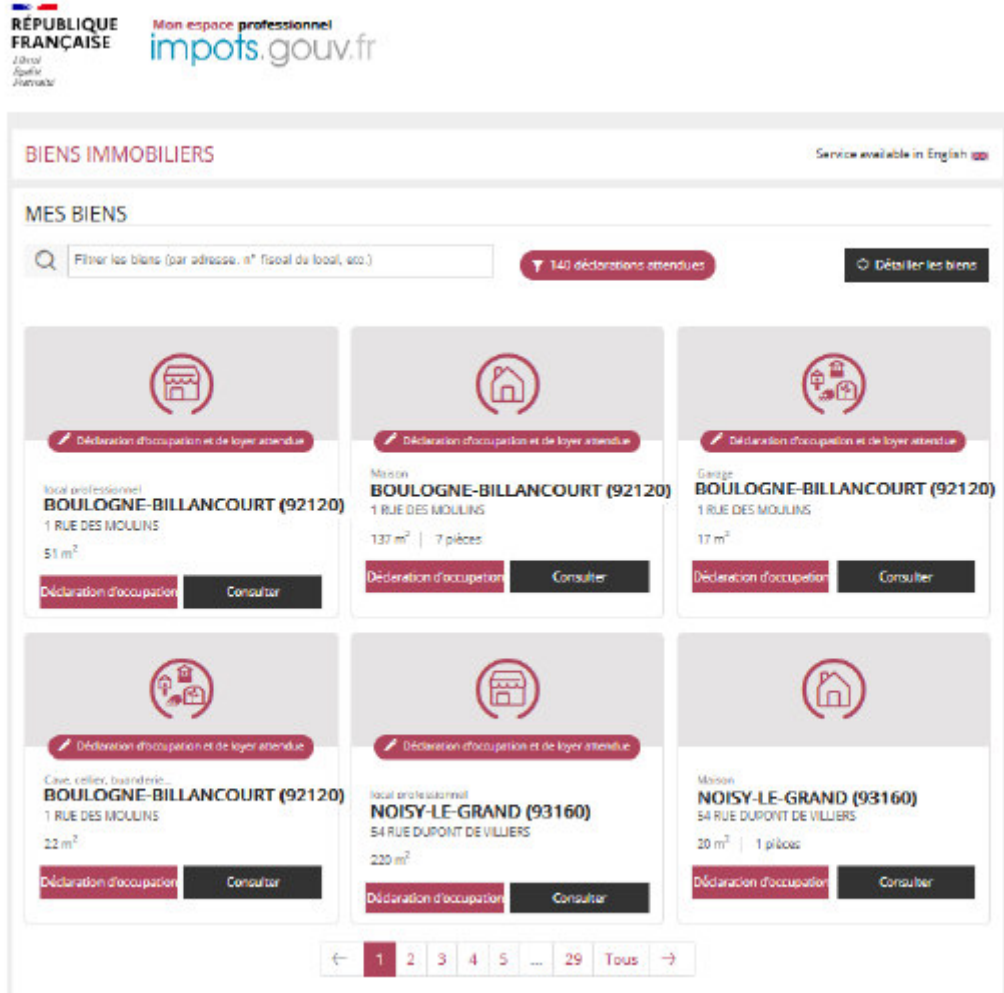 RÉPUBLIQUE
FRANÇAISE
Liberté
Égalité
Fraternité
Mon espace professionnel
impots.gouv.fr
BIENS IMMOBILIERS
Service available in English
MES BIENS
Filtrer les biens (par adresse, n° fiscal du local, etc.)
140 déclarations attendues
Détailler les biens
Déclaration d'occupation et de loyer attendue
local professionnel
BOULOGNE-BILLANCOURT (92120)
1 RUE DES MOULINS
51 m²
Déclaration d'occupation
Consulter
Déclaration d'occupation et de loyer attendue
Maison
BOULOGNE-BILLANCOURT (92120)
1 RUE DES MOULINS
137 m² | 7 pièces
Déclaration d'occupation
Consulter
Déclaration d'occupation et de loyer attendue
Garage
BOULOGNE-BILLANCOURT (92120)
1 RUE DES MOULINS
17 m²
Déclaration d'occupation
Consulter
Déclaration d'occupation et de loyer attendue
Cave, cellier, buanderie...
BOULOGNE-BILLANCOURT (92120)
1 RUE DES MOULINS
22 m²
Déclaration d'occupation
Consulter
Déclaration d'occupation et de loyer attendue
local professionnel
NOISY-LE-GRAND (93160)
54 RUE DUPONT DE VILLIERS
220 m²
Déclaration d'occupation
Consulter
Maison
NOISY-LE-GRAND (93160)
54 RUE DUPONT DE VILLIERS
20 m² | 1 pièces
Déclaration d'occupation
Consulter
← 1 2 3 4 5 ... 29 Tous →